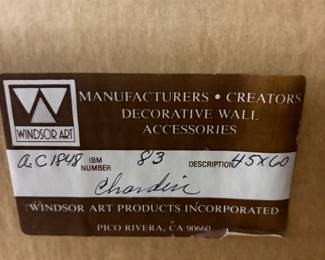 WINDSOR ART
MANUFACTURERS • CREATORS
DECORATIVE WALL
ACCESSORIES
A.C1848 IBM NUMBER 83 DESCRIPTION 45X60
Chardin
WINDSOR ART PRODUCTS INCORPORATED
PICO RIVERA, CA 90660